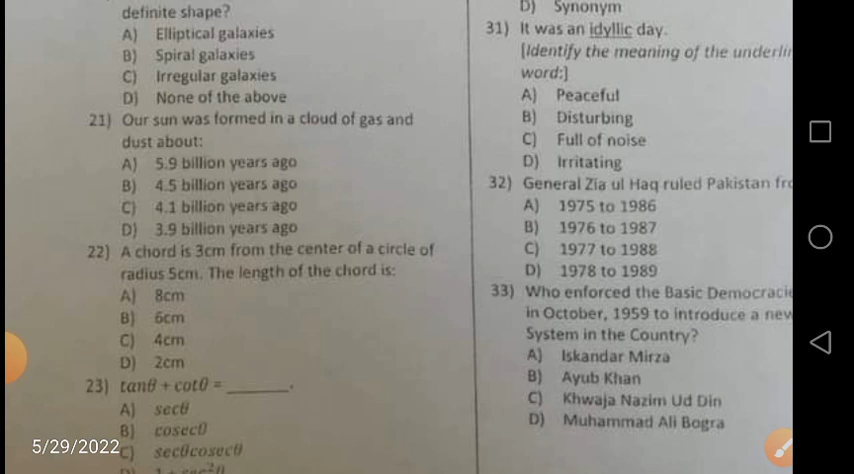 definite shape?
A) Elliptical galaxies
B) Spiral galaxies
C) Irregular galaxies
D) None of the above
21) Our sun was formed in a cloud of gas and
dust about:
A) 5.9 billion years ago
B) 4.5 billion years ago
C) 4.1 billion years ago
D) 3.9 billion years ago
22) A chord is 3cm from the center of a circle of
radius 5cm. The length of the chord is:
A) 8cm
B) 6cm
C) 4cm
D) 2cm
23) tanθ + cotθ = ______.
A) secθ
B) cosecθ
C) secθcosecθ
D) Synonym
31) It was an idyllic day.
[Identify the meaning of the
word:]
A) Peaceful
B) Disturbing
C) Full of noise
D) Irritating
32) General Zia ul Haq ruled Pakistan
A) 1975 to 1986
B) 1976 to 1987
C) 1977 to 1988
D) 1978 to 1989
33) Who enforced the Basic
in October, 1959 to introduce a new
System in the Country?
A) Iskandar Mirza
B) Ayub Khan
C) Khwaja Nazim Ud Din
D) Muhammad Ali Bogra
5/29/2022